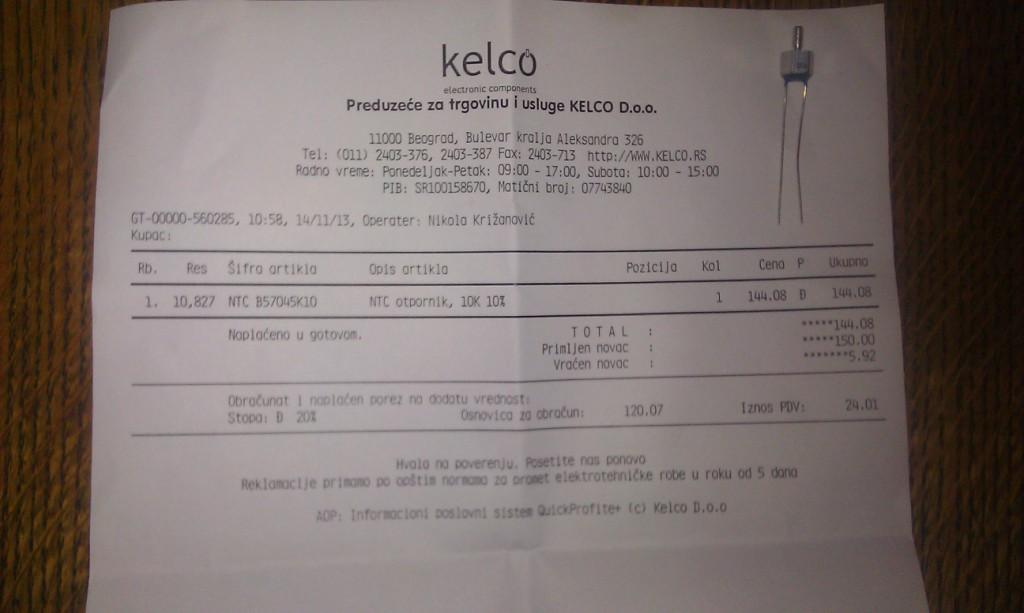 kelco
electronic components
Preduzeće za trgovinu i usluge KELCO D.o.o.
11000 Beograd, Bulevar kralja Aleksandra 326
Tel: (011) 2403-376, 2403-387 Fax: 2403-713 http://WWW.KELCO.RS
Radno vreme: Ponedeljak-Petak: 09:00 - 17:00, Subota: 10:00 - 15:00
PIB: SR100158670, Matični broj: 07743840
GT-00000-560285, 10:58, 14/11/13, Operater: Nikola Križanović
Kupac:
Rb. Res Šifra artikla Opis artikla Pozicija Kol Cena P Ukupno
1. 10,827 NTC B57045K10 NTC otpornik, 10K 10% 1 144.08 Đ 144.08
Naplaćeno u gotovom. T O T A L : *****144.08
Primljen novac : *****150.00
Vraćen novac : *******5.92
Obračunat i naplaćen porez na dodatu vrednost:
Stopa: Đ 20% Osnovica za obračun: 120.07 Iznos PDV: 24.01
Hvala na poverenju. Posetite nas ponovo
Reklamacije primamo po opštim normama za promet elektrotehničke robe u roku od 5 dana
AOP: Informacioni poslovni sistem QuickProfite+ (c) Kelco D.o.o